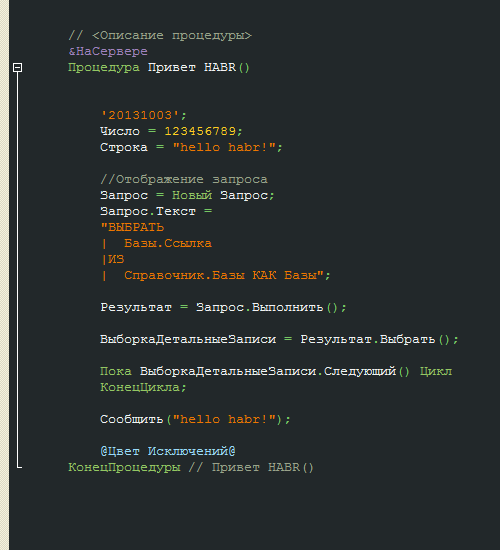 // <Описание процедуры>
&НаСервере
Процедура Привет HABR()
'20131003';
Число = 123456789;
Строка = "hello habr!";
//Отображение запроса
Запрос = Новый Запрос;
Запрос.Текст =
"ВЫБРАТЬ
|  Базы.Ссылка
|ИЗ
|  Справочник.Базы КАК Базы";
Результат = Запрос.Выполнить();
ВыборкаДетальныеЗаписи = Результат.Выбрать();
Пока ВыборкаДетальныеЗаписи.Следующий() Цикл
КонецЦикла;
Сообщить("hello habr!");
@Цвет Исключений@
КонецПроцедуры // Привет HABR()